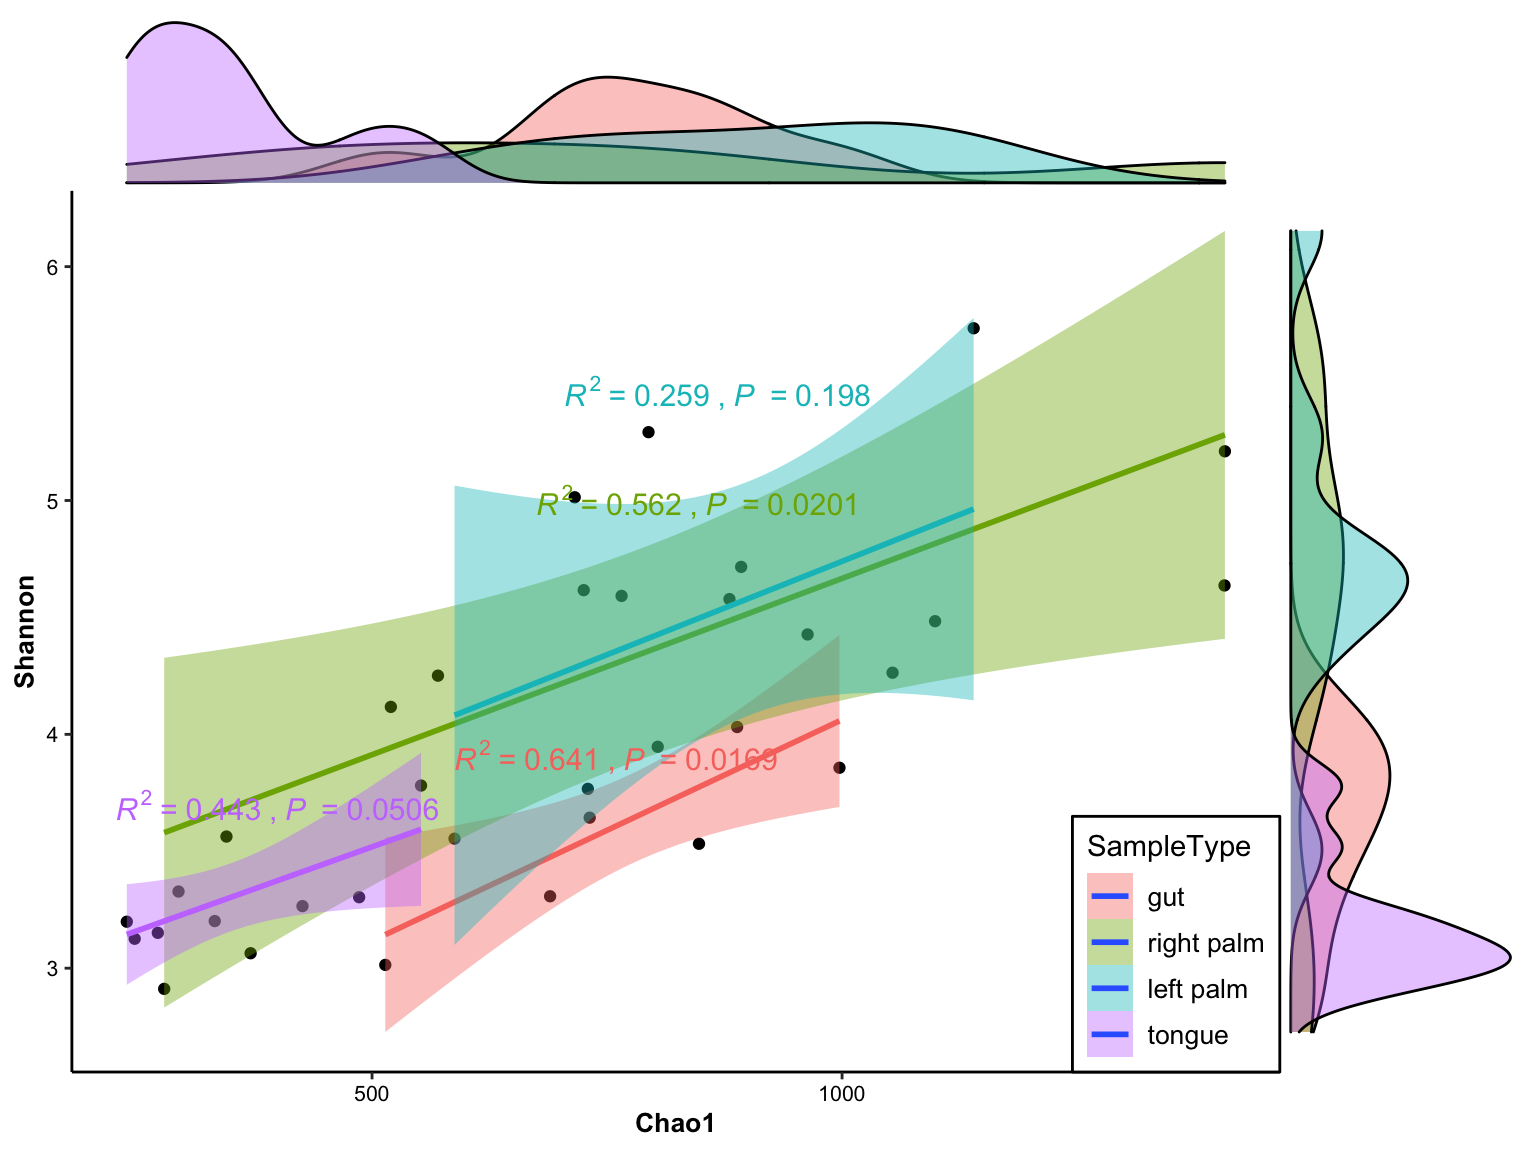 6
5
4
3
Shannon
R2 = 0.259 , P = 0.198
R2 = 0.562 , P = 0.0201
R2 = 0.641 , P = 0.0169
R2 = 0.443 , P = 0.0506
SampleType
gut
right palm
left palm
tongue
500
1000
Chao1